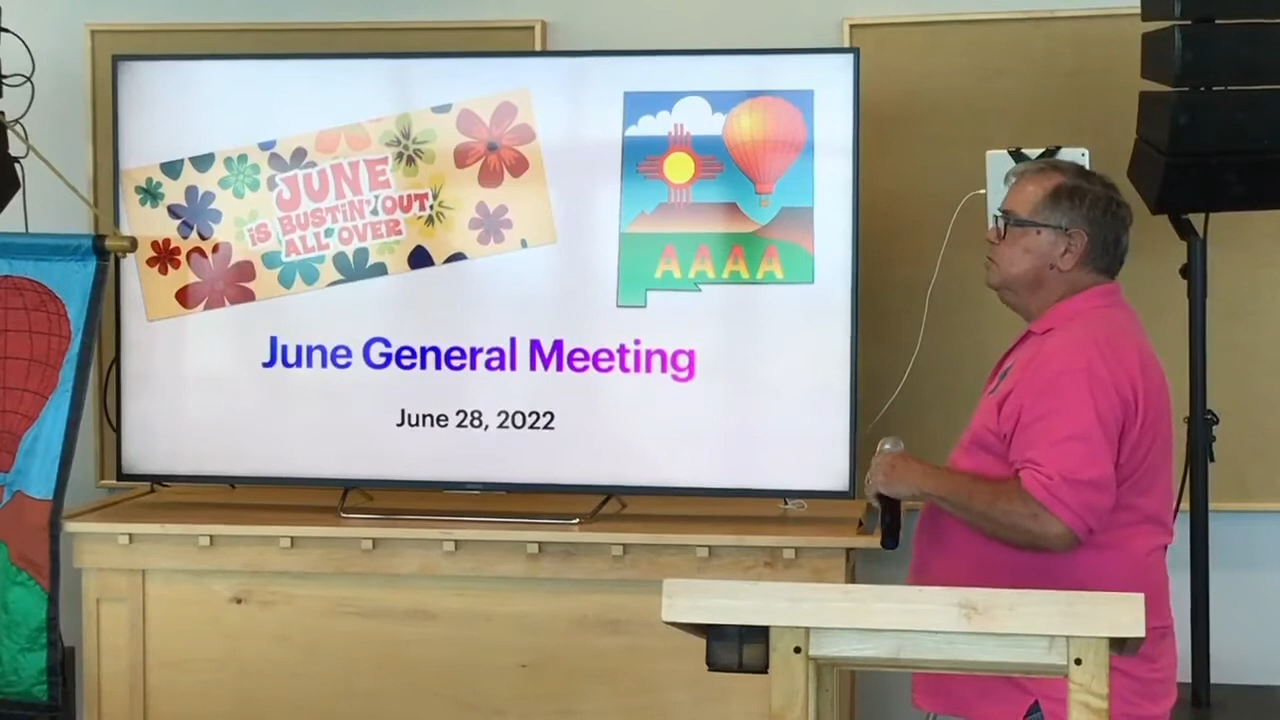 JUNE
iS BUSTiN' OUT
ALL OVER
AAAA
June General Meeting
June 28, 2022